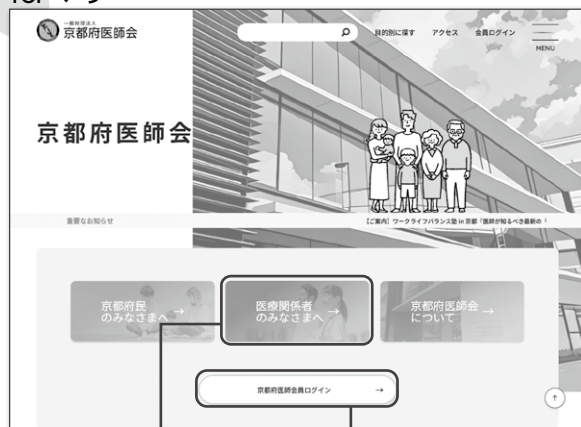 一般社団法人
京都府医師会
目的別に探す アクセス 会員ログイン
MENU
京都府医師会
重要なお知らせ
【ご案内】ワークライフバランス塾 in 京都「医師が知るべき最新の
京都府民
のみなさまへ →
医療関係者
のみなさまへ →
京都府医師会
について →
京都府医師会員ログイン →